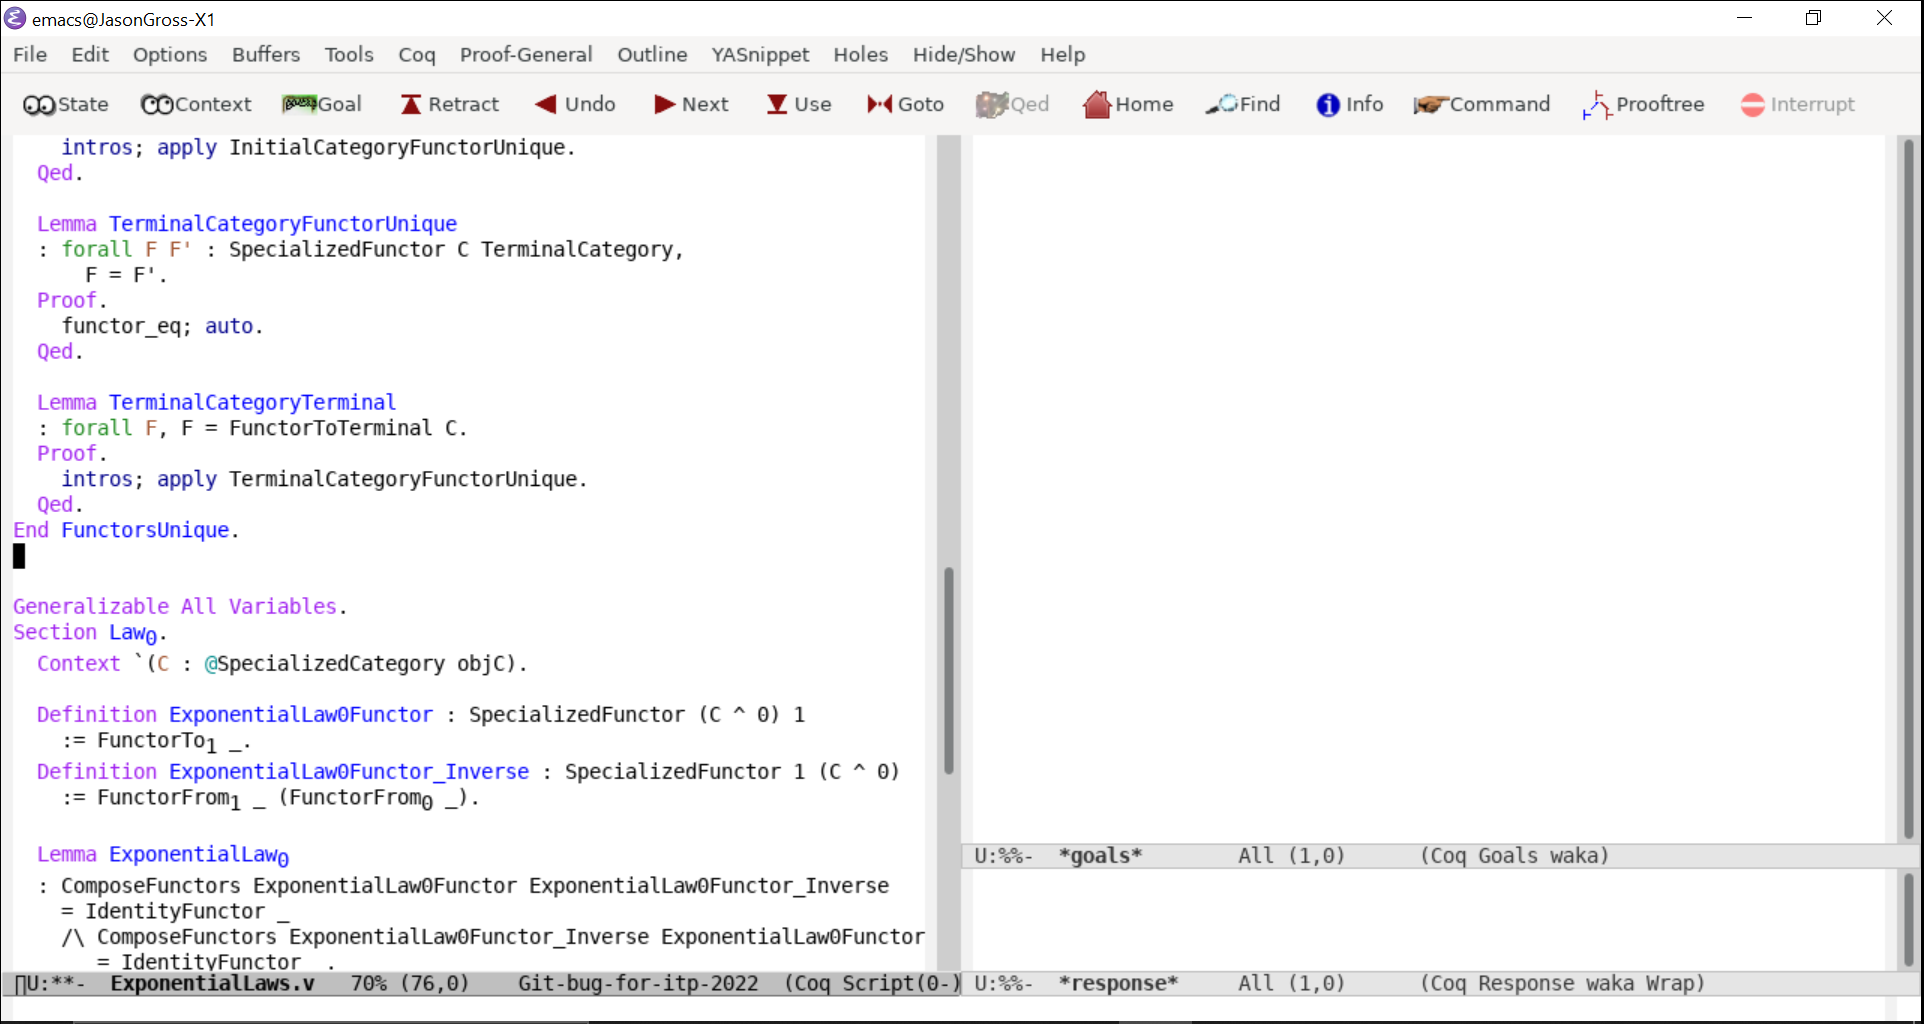 emacs@JasonGross-X1
File Edit Options Buffers Tools Coq Proof-General Outline YASnippet Holes Hide/Show Help
State Context Goal Retract Undo Next Use Goto Qed Home Find Info Command Prooftree Interrupt
intros; apply InitialCategoryFunctorUnique.
Qed.
Lemma TerminalCategoryFunctorUnique
: forall F F' : SpecializedFunctor C TerminalCategory,
F = F'.
Proof.
functor_eq; auto.
Qed.
Lemma TerminalCategoryTerminal
: forall F, F = FunctorToTerminal C.
Proof.
intros; apply TerminalCategoryFunctorUnique.
Qed.
End FunctorsUnique.
Generalizable All Variables.
Section Law₀.
Context `(C : @SpecializedCategory objC).
Definition ExponentialLaw0Functor : SpecializedFunctor (C ^ 0) 1
:= FunctorTo₁ _.
Definition ExponentialLaw0Functor_Inverse : SpecializedFunctor 1 (C ^ 0)
:= FunctorFrom₁ _ (FunctorFrom₀ _).
Lemma ExponentialLaw₀
: ComposeFunctors ExponentialLaw0Functor ExponentialLaw0Functor_Inverse
= IdentityFunctor _
/\ ComposeFunctors ExponentialLaw0Functor_Inverse ExponentialLaw0Functor
= IdentityFunctor _.
U:**- ExponentialLaws.v 70% (76,0) Git-bug-for-itp-2022 (Coq Script(0-)
U:%%- *goals* All (1,0) (Coq Goals waka)
U:%%- *response* All (1,0) (Coq Response waka Wrap)